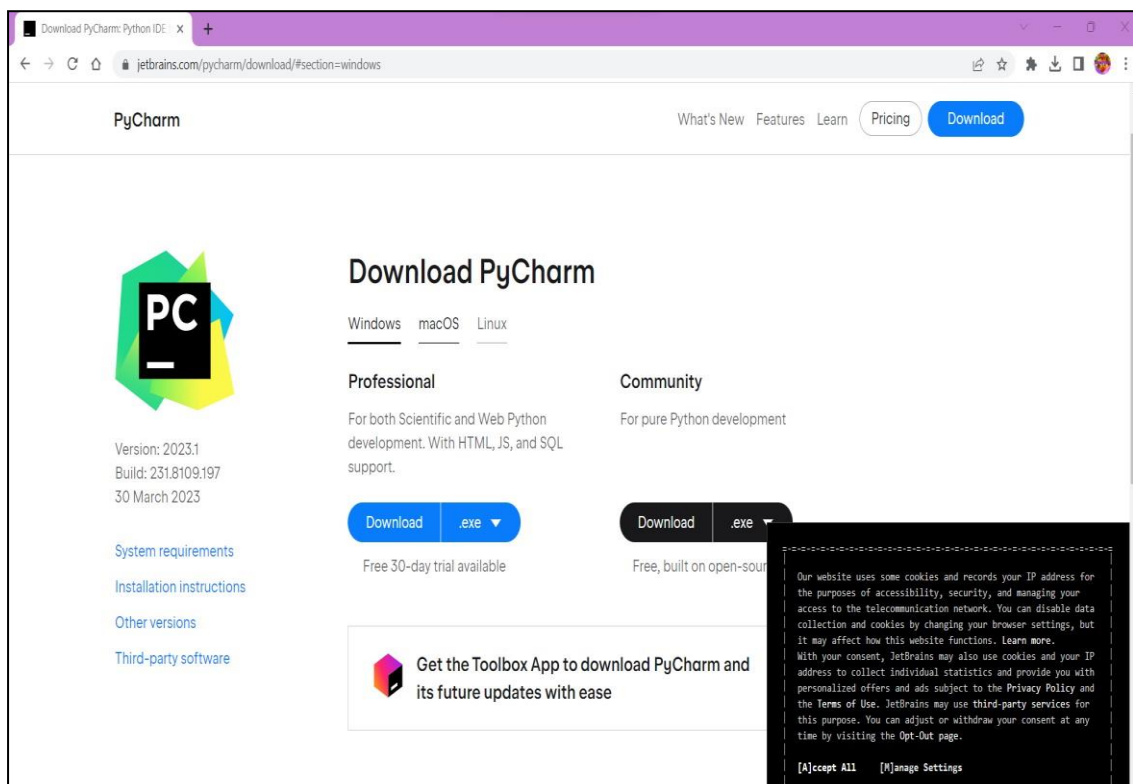 Download PyCharm: Python IDE
jetbrains.com/pycharm/download/#section=windows
PyCharm
What's New Features Learn Pricing Download
PC
Download PyCharm
Windows macOS Linux
Professional
For both Scientific and Web Python
development. With HTML, JS, and SQL
support.
Download .exe
Free 30-day trial available
Community
For pure Python development
Download .exe
Free, built on open-sour
Version: 2023.1
Build: 231.8109.197
30 March 2023
System requirements
Installation instructions
Other versions
Third-party software
Get the Toolbox App to download PyCharm and
its future updates with ease
Our website uses some cookies and records your IP address for
the purposes of accessibility, security, and managing your
access to the telecommunication network. You can disable data
collection and cookies by changing your browser settings, but
it may affect how this website functions. Learn more.
With your consent, JetBrains may also use cookies and your IP
address to collect individual statistics and provide you with
personalized offers and ads subject to the Privacy Policy and
the Terms of Use. JetBrains may use third-party services for
this purpose. You can adjust or withdraw your consent at any
time by visiting the Opt-Out page.
[A]ccept All [M]anage Settings